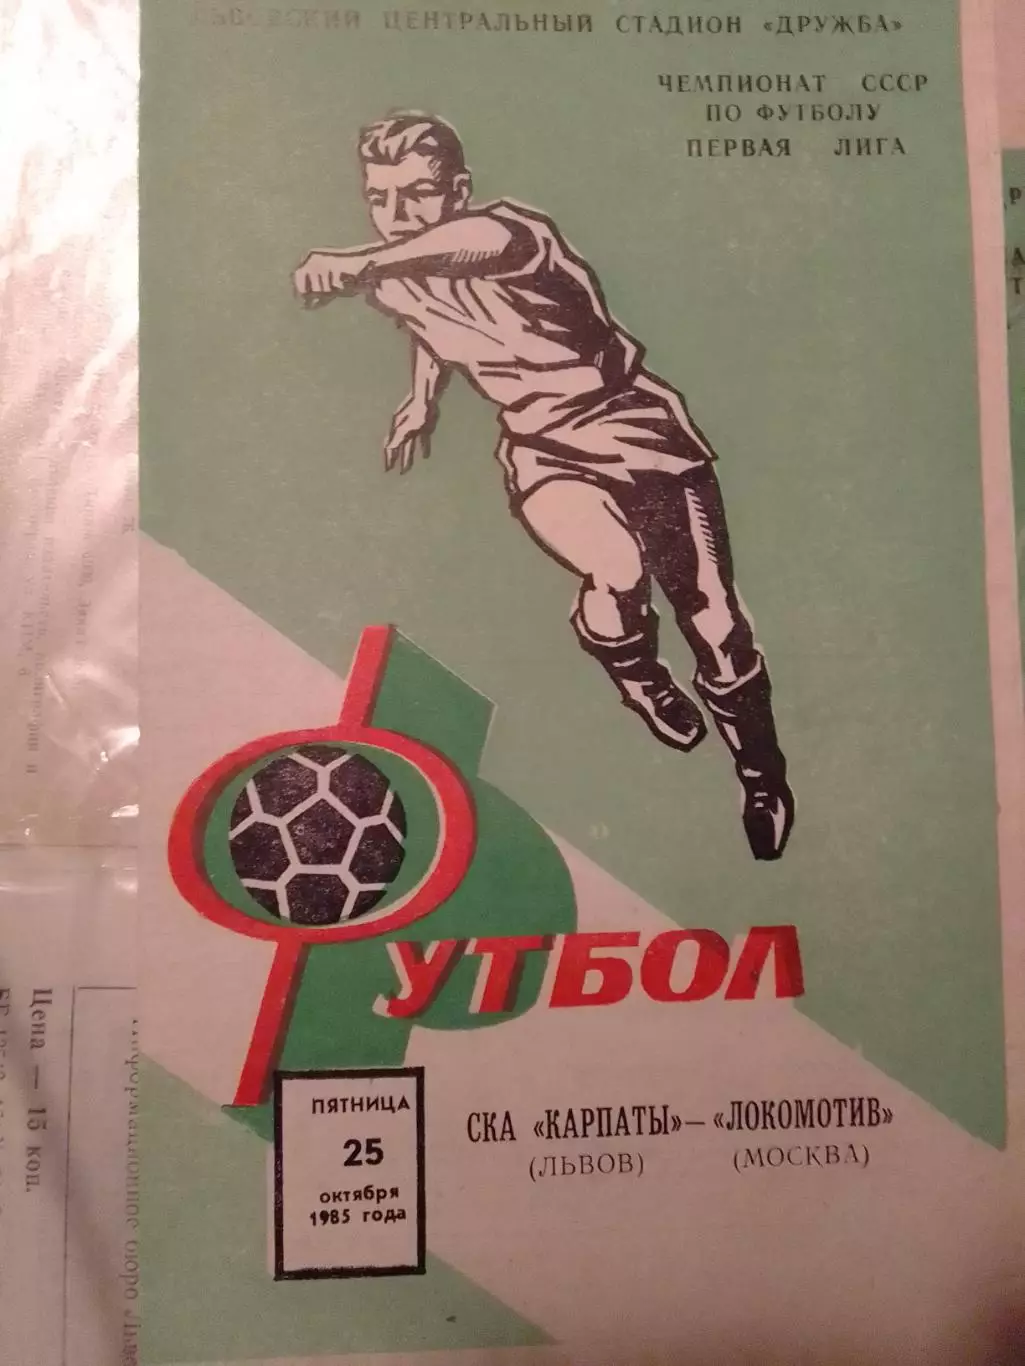 ЛЬВОВСКИЙ ЦЕНТРАЛЬНЫЙ СТАДИОН «ДРУЖБА»
ЧЕМПИОНАТ СССР
ПО ФУТБОЛУ
ПЕРВАЯ ЛИГА
ФУТБОЛ
ПЯТНИЦА
25
октября
1985 года
СКА «КАРПАТЫ» — «ЛОКОМОТИВ»
(ЛЬВОВ) (МОСКВА)
Цена — 15 коп.